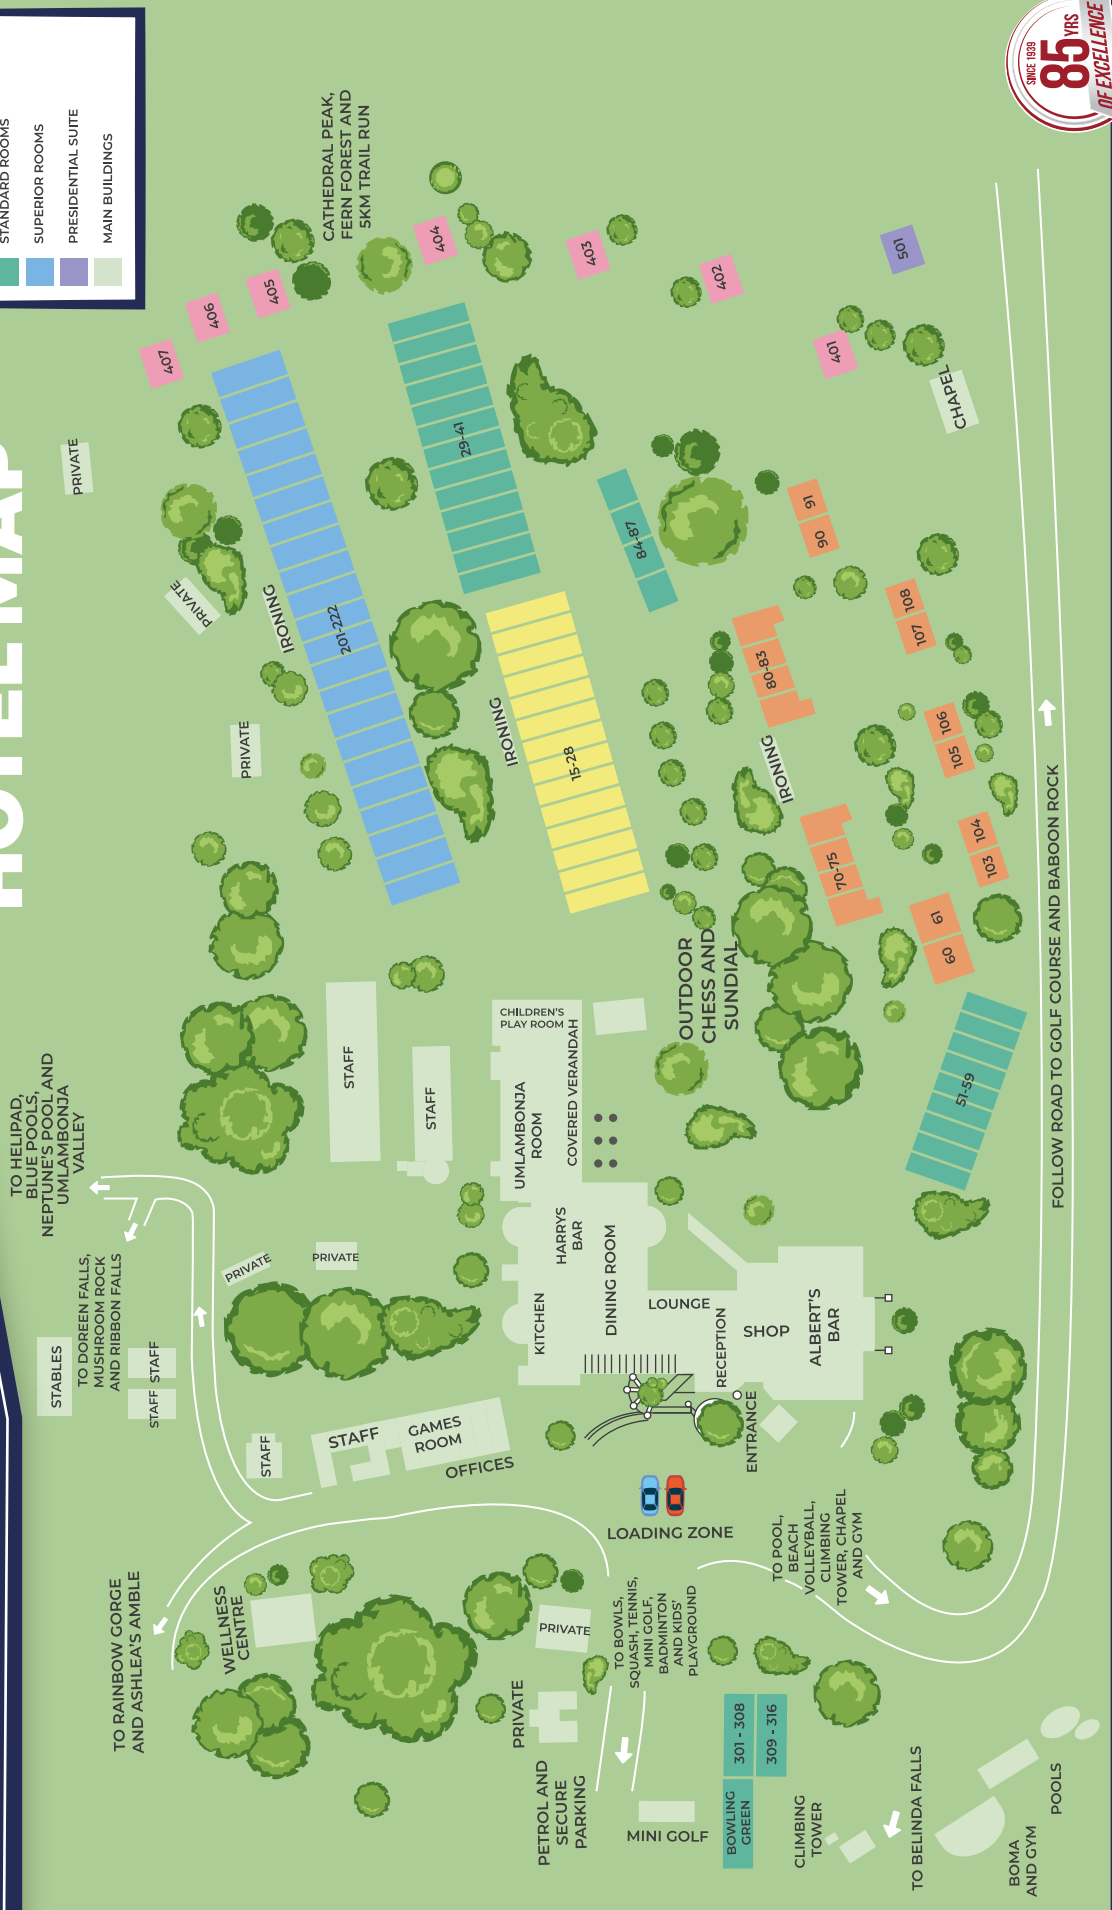 HOTEL MAP
STANDARD ROOMS
SUPERIOR ROOMS
PRESIDENTIAL SUITE
MAIN BUILDINGS
SINCE 1939
85 YRS
OF EXCELLENCE
TO HELIPAD,
BLUE POOLS,
NEPTUNE'S POOL AND
UMLAMBONJA
VALLEY
TO DOREEN FALLS,
MUSHROOM ROCK
AND RIBBON FALLS
STABLES
STAFF
STAFF
STAFF
TO RAINBOW GORGE
AND ASHLEA'S AMBLE
WELLNESS
CENTRE
PRIVATE
PRIVATE
PRIVATE
PRIVATE
PRIVATE
STAFF
STAFF
STAFF
GAMES
ROOM
OFFICES
CATHEDRAL PEAK,
FERN FOREST AND
5KM TRAIL RUN
407
406
405
404
403
402
401
501
CHAPEL
IRONING
201-222
29-41
84-87
IRONING
15-28
91
90
108
107
80-83
IRONING
106
105
104
103
70-75
61
60
51-59
OUTDOOR
CHESS AND
SUNDIAL
CHILDREN'S
PLAY ROOM
COVERED VERANDAH
UMLAMBONJA
ROOM
HARRYS
BAR
DINING ROOM
KITCHEN
LOUNGE
RECEPTION
SHOP
ALBERT'S
BAR
ENTRANCE
LOADING ZONE
TO POOL,
BEACH
VOLLEYBALL,
CLIMBING
TOWER, CHAPEL
AND GYM
TO BOWLS,
SQUASH, TENNIS,
MINI GOLF,
BADMINTON
AND KIDS'
PLAYGROUND
PRIVATE
PRIVATE
PETROL AND
SECURE
PARKING
MINI GOLF
301 - 308
309 - 316
BOWLING
GREEN
CLIMBING
TOWER
TO BELINDA FALLS
BOMA
AND GYM
POOLS
FOLLOW ROAD TO GOLF COURSE AND BABOON ROCK